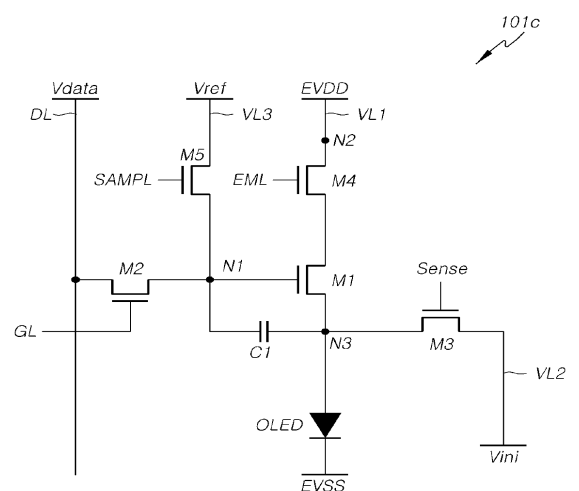 101c
Vdata
Vref
EVDD
DL
VL3
VL1
N2
M5
SAMPL
EML
M4
M2
N1
M1
Sense
GL
C1
N3
M3
VL2
OLED
Vini
EVSS